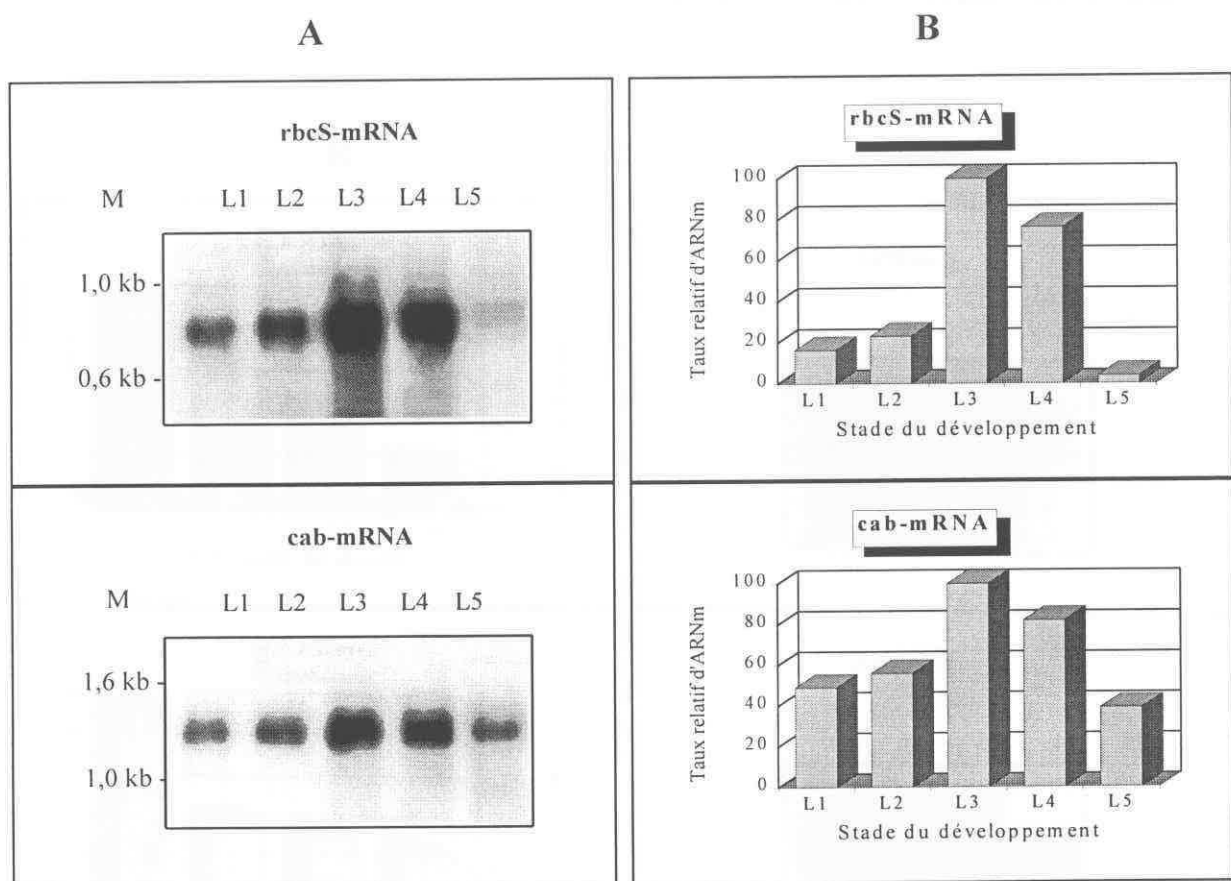 A
B
rbcS-mRNA
M L1 L2 L3 L4 L5
1,0 kb
0,6 kb
rbcS-mRNA
Taux relatif d'ARNm
100
80
60
40
20
0
L1 L2 L3 L4 L5
Stade du développement
cab-mRNA
M L1 L2 L3 L4 L5
1,6 kb
1,0 kb
cab-mRNA
Taux relatif d'ARNm
100
80
60
40
20
0
L1 L2 L3 L4 L5
Stade du développement